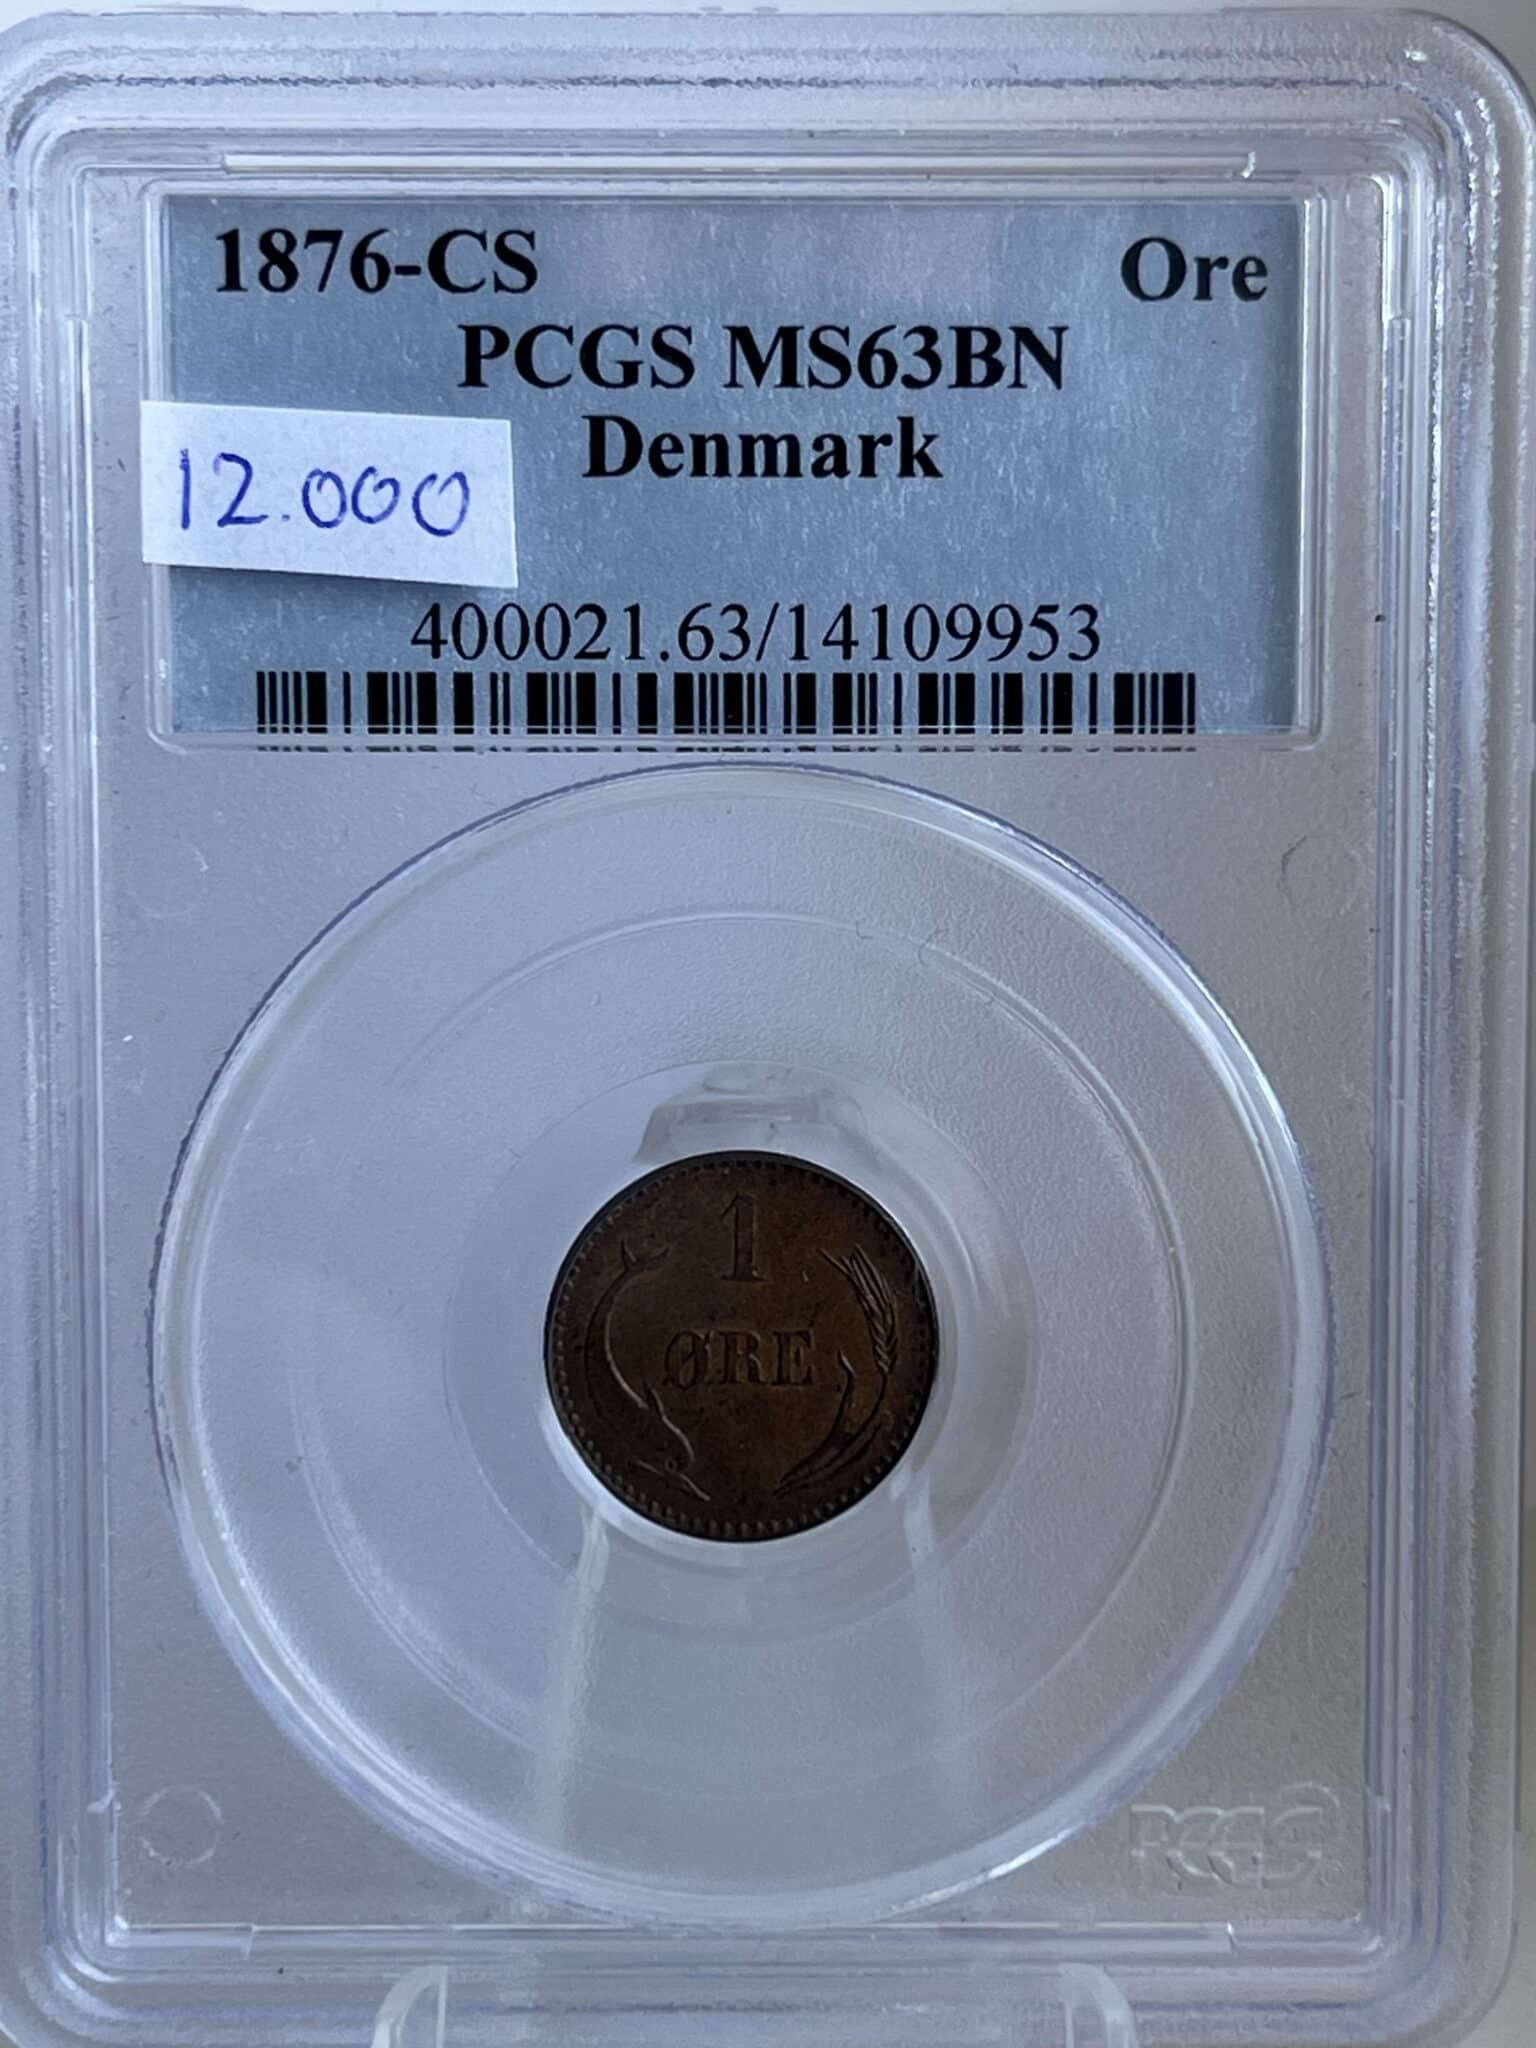 1876-CS Ore
PCGS MS63BN
Denmark
12.000
400021.63/14109953
1
ØRE
PCGS